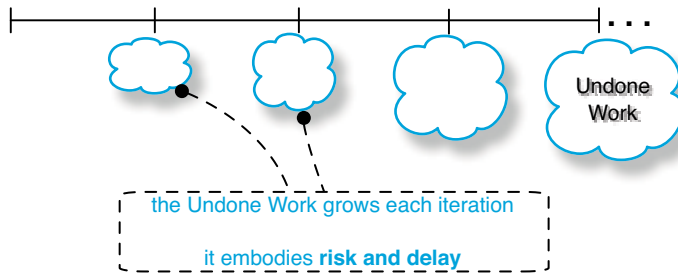 ...
Undone
Work
the Undone Work grows each iteration
it embodies risk and delay